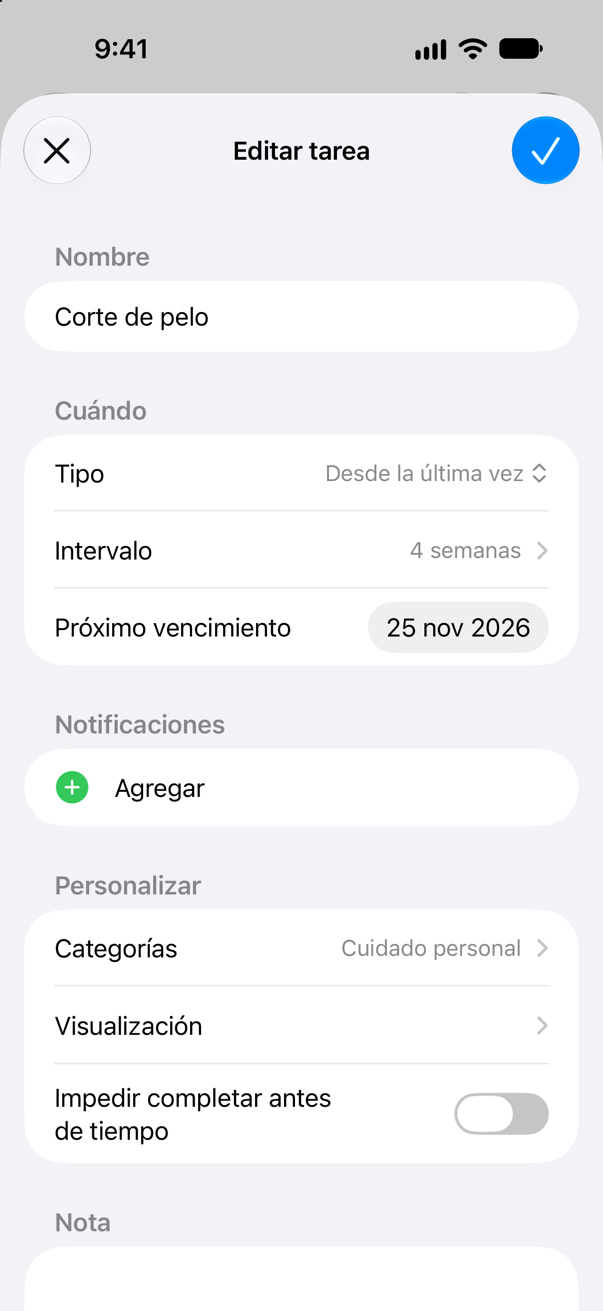 9:41
Editar tarea
Nombre
Corte de pelo
Cuándo
Tipo
Desde la última vez
Intervalo
4 semanas
Próximo vencimiento
25 nov 2026
Notificaciones
Agregar
Personalizar
Categorías
Cuidado personal
Visualización
Impedir completar antes
de tiempo
Nota